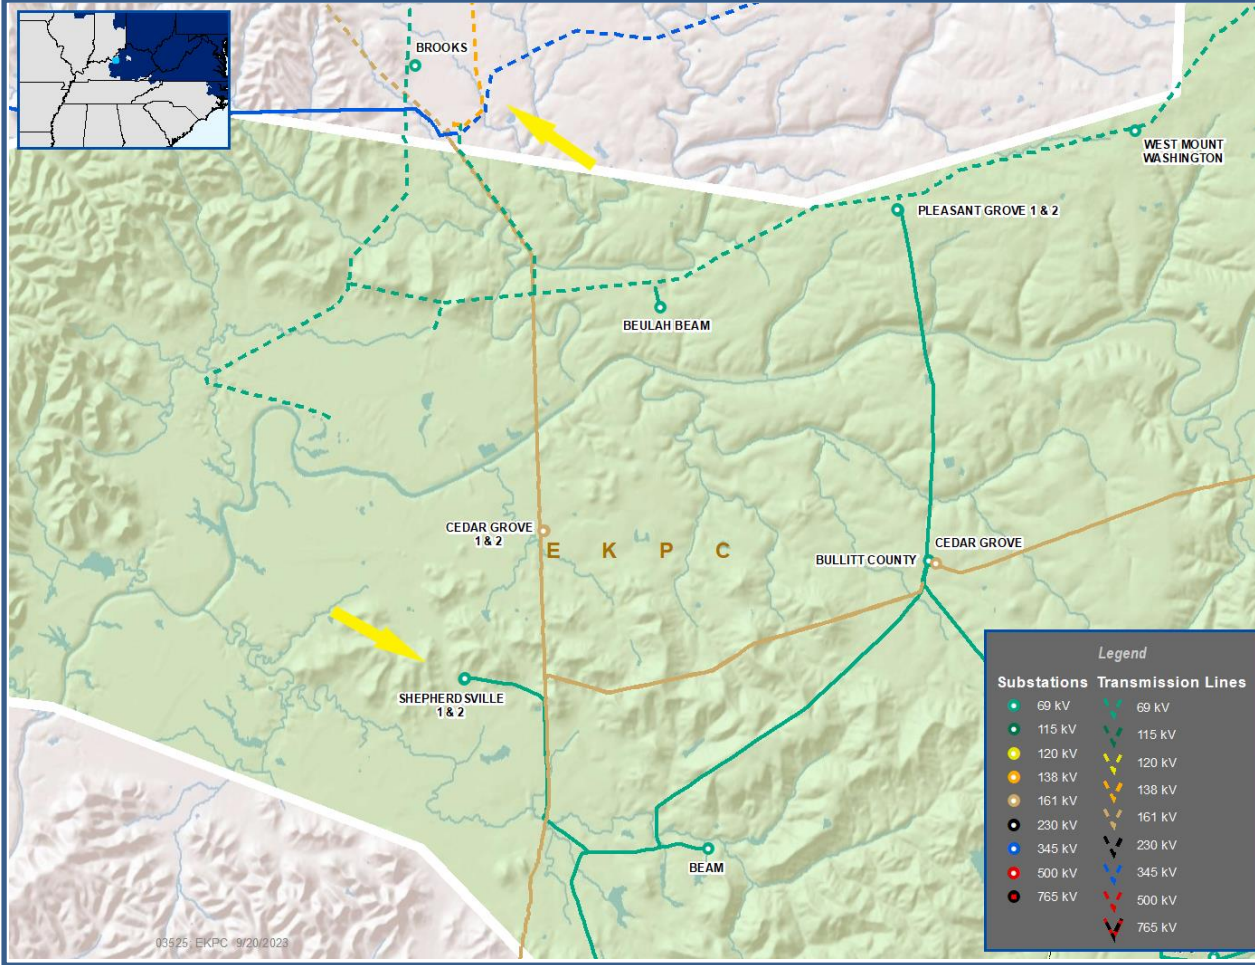 BROOKS
WEST MOUNT
WASHINGTON
PLEASANT GROVE 1 & 2
BEULAH BEAM
CEDAR GROVE
1 & 2
E K P C
CEDAR GROVE
BULLITT COUNTY
SHEPHERDSVILLE
1 & 2
BEAM
Legend
Substations Transmission Lines
69 kV 69 kV
115 kV 115 kV
120 kV 120 kV
138 kV 138 kV
161 kV 161 kV
230 kV 230 kV
345 kV 345 kV
500 kV 500 kV
765 kV 765 kV
03525; EKPC 9/20/2023